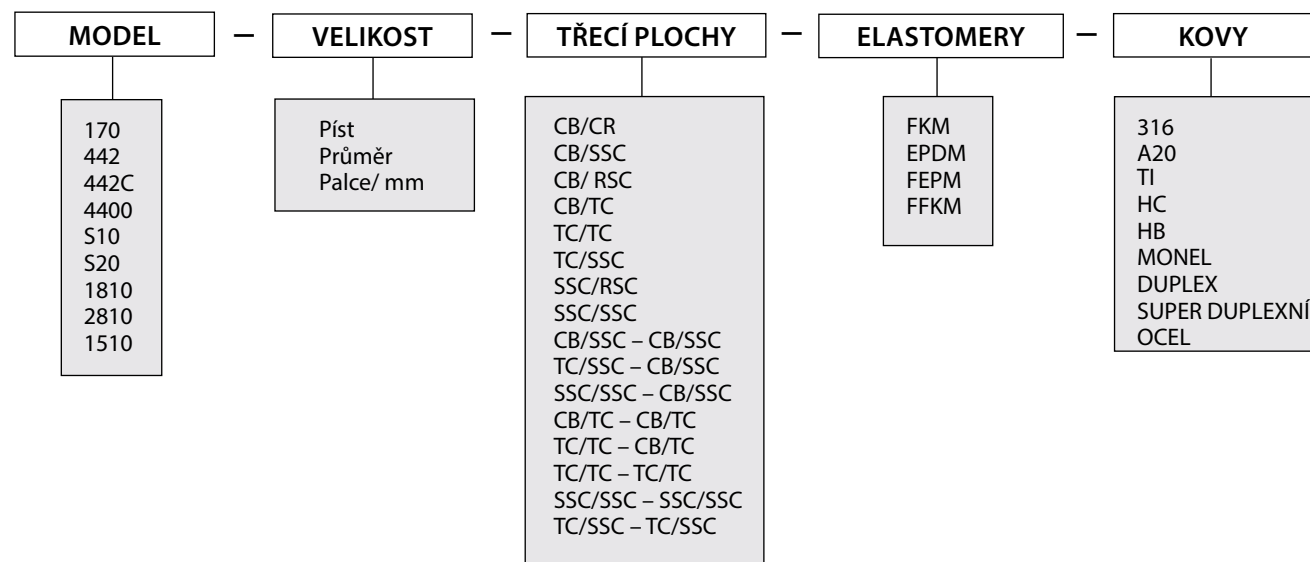 MODEL – VELIKOST – TŘECÍ PLOCHY – ELASTOMERY – KOVY
170
442
442C
4400
S10
S20
1810
2810
1510
Píst
Průměr
Palce/ mm
CB/CR
CB/SSC
CB/ RSC
CB/TC
TC/TC
TC/SSC
SSC/RSC
SSC/SSC
CB/SSC – CB/SSC
TC/SSC – CB/SSC
SSC/SSC – CB/SSC
CB/TC – CB/TC
TC/TC – CB/TC
TC/TC – TC/TC
SSC/SSC – SSC/SSC
TC/SSC – TC/SSC
FKM
EPDM
FEPM
FFKM
316
A20
TI
HC
HB
MONEL
DUPLEX
SUPER DUPLEXNÍ
OCEL